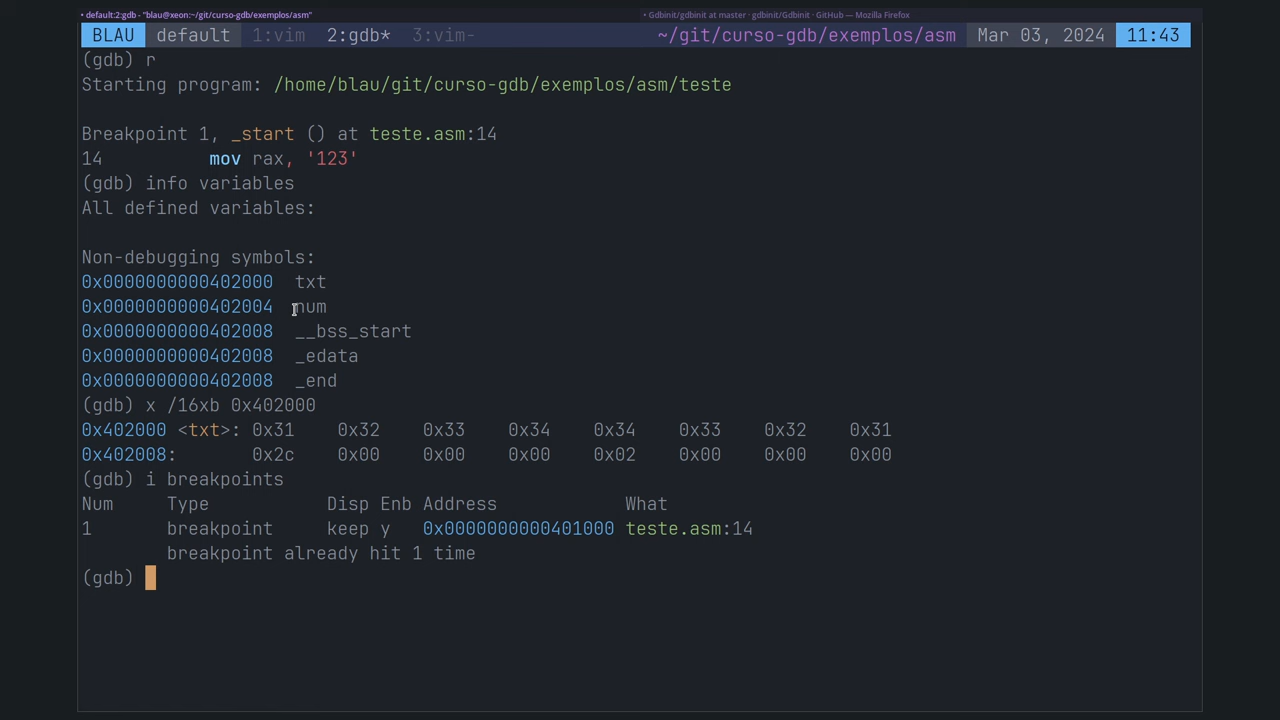 • default:2:gdb - "blau@xeon:~/git/curso-gdb/exemplos/asm"
• Gdbinit/gdbinit at master · gdbinit/Gdbinit · GitHub — Mozilla Firefox
BLAU default 1:vim 2:gdb* 3:vim- ~/git/curso-gdb/exemplos/asm Mar 03, 2024 11:43
(gdb) r
Starting program: /home/blau/git/curso-gdb/exemplos/asm/teste
Breakpoint 1, _start () at teste.asm:14
14 mov rax, '123'
(gdb) info variables
All defined variables:
Non-debugging symbols:
0x0000000000402000 txt
0x0000000000402004 num
0x0000000000402008 __bss_start
0x0000000000402008 _edata
0x0000000000402008 _end
(gdb) x /16xb 0x402000
0x402000 <txt>: 0x31 0x32 0x33 0x34 0x34 0x33 0x32 0x31
0x402008: 0x2c 0x00 0x00 0x00 0x02 0x00 0x00 0x00
(gdb) i breakpoints
Num Type Disp Enb Address What
1 breakpoint keep y 0x0000000000401000 teste.asm:14
breakpoint already hit 1 time
(gdb)